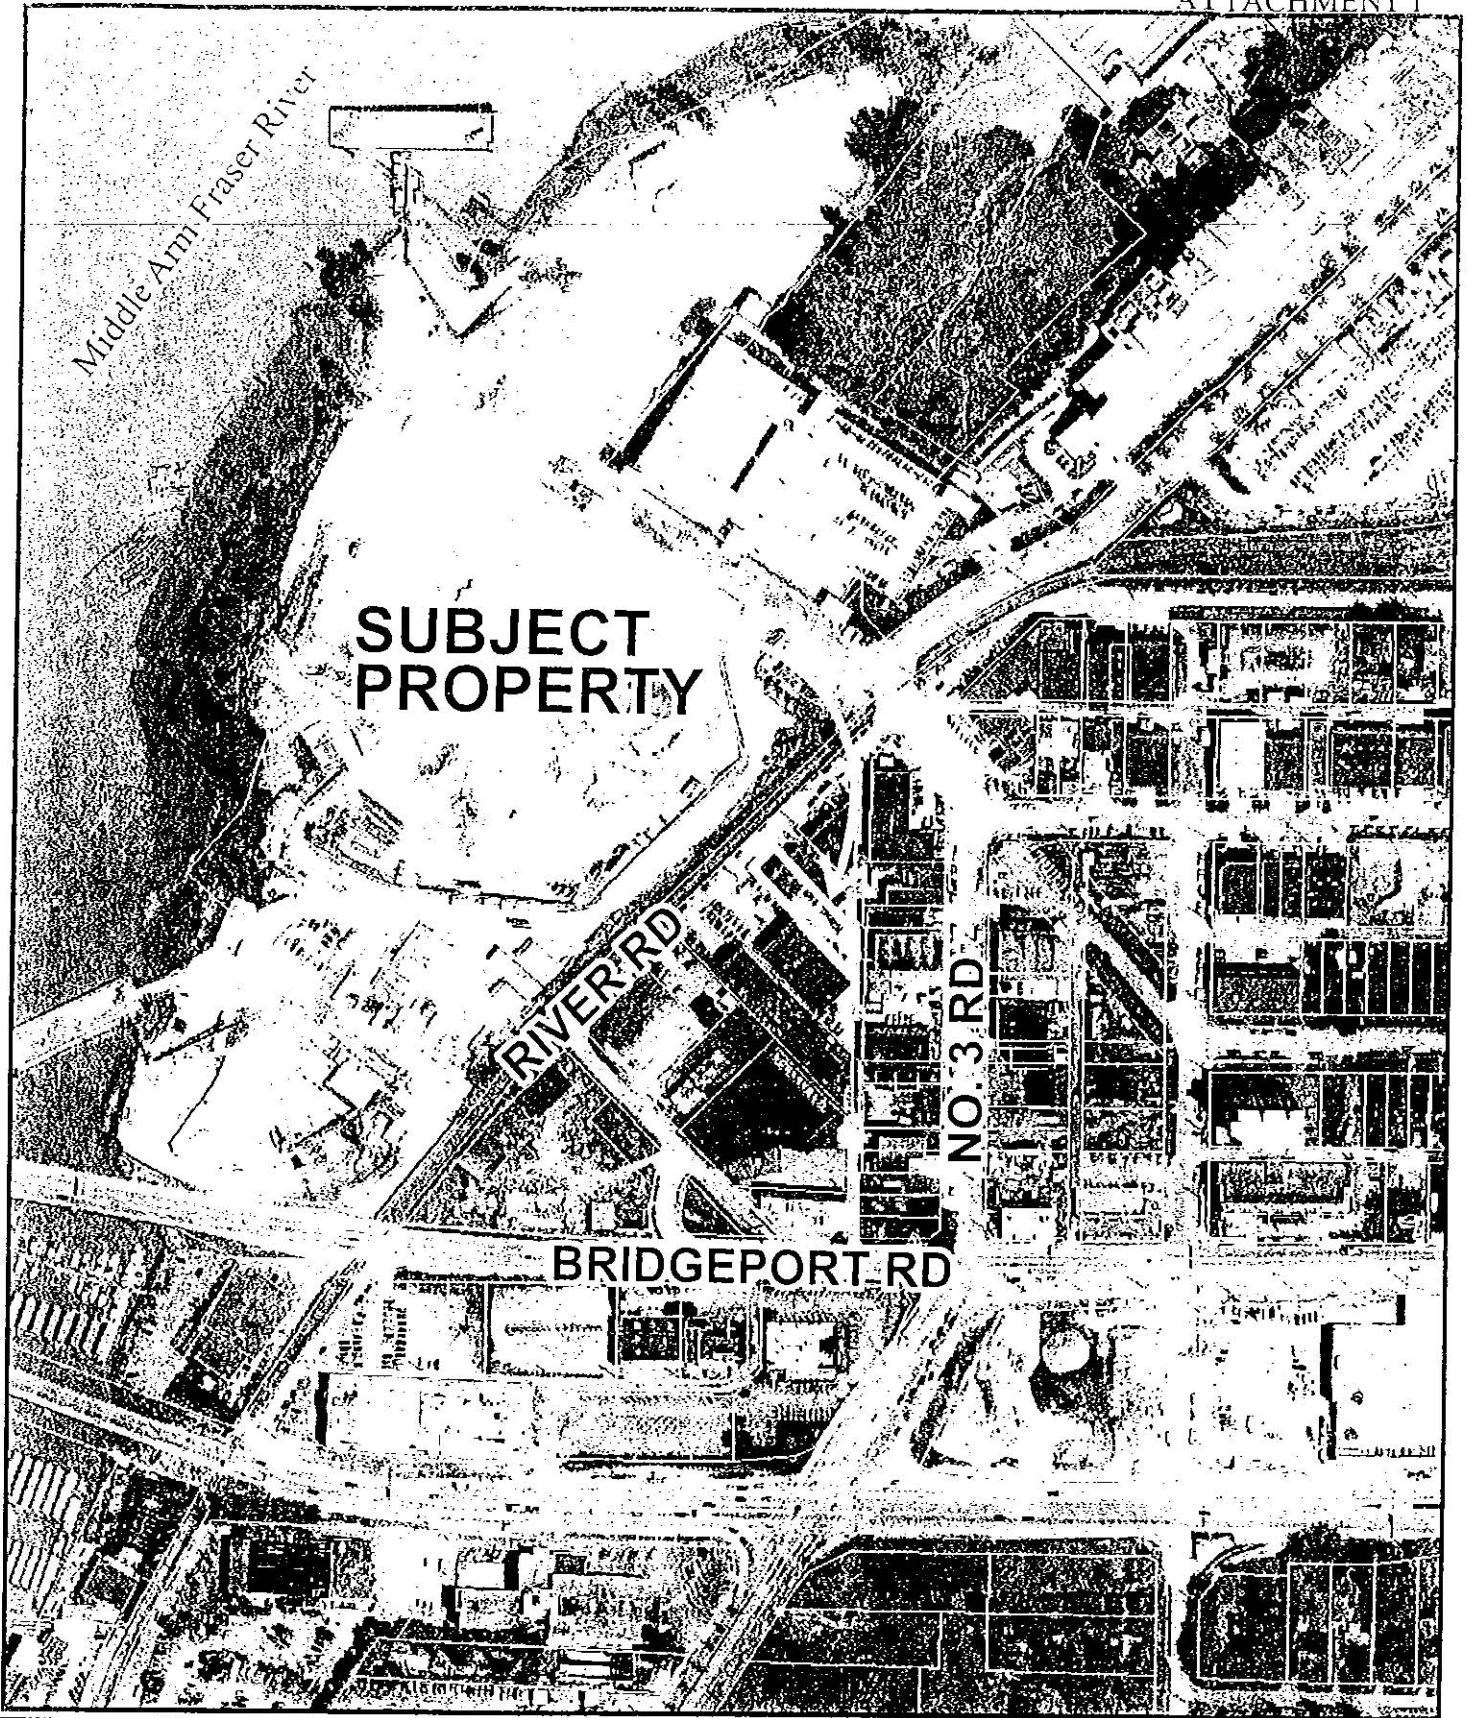 ATTACHMENT 1
Middle Arm Fraser River
SUBJECT
PROPERTY
RIVER RD
NO. 3 RD
BRIDGEPORT RD